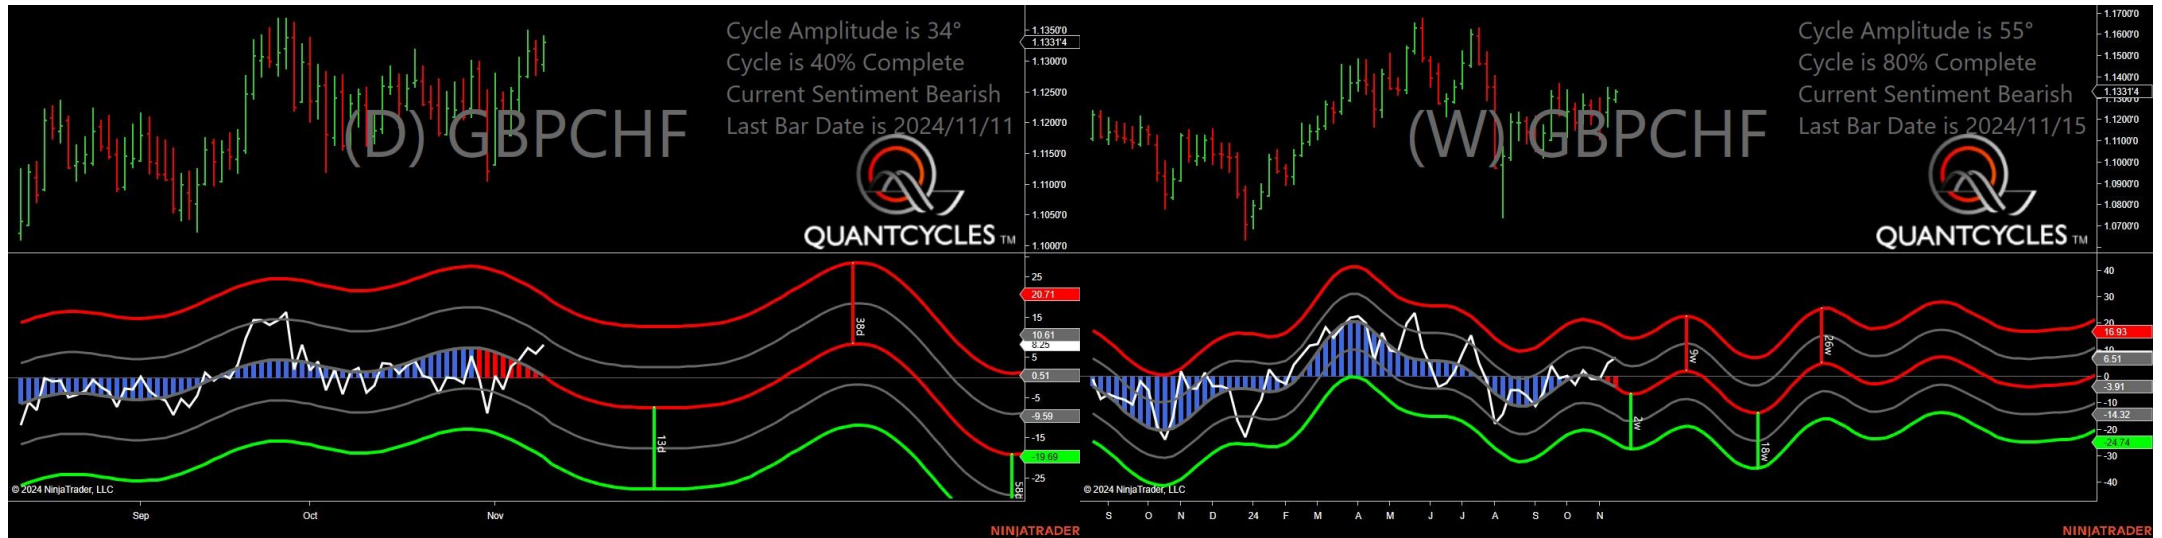 Cycle Amplitude is 34°
Cycle is 40% Complete
Current Sentiment Bearish
Last Bar Date is 2024/11/11
(D) GBPCHF
QUANTCYCLES TM
1.1350'0
1.1331'4
1.1300'0
1.1250'0
1.1200'0
1.1150'0
1.1100'0
1.1050'0
1.1000'0
25
20.71
15
10.61
8.25
5
0.51
-5
-9.59
-15
-19.69
-25
38d
13d
58d
© 2024 NinjaTrader, LLC
Sep Oct Nov
NINJATRADER
Cycle Amplitude is 55°
Cycle is 80% Complete
Current Sentiment Bearish
Last Bar Date is 2024/11/15
(W) GBPCHF
QUANTCYCLES TM
1.1700'0
1.1600'0
1.1500'0
1.1400'0
1.1331'4
1.1300'0
1.1200'0
1.1100'0
1.1000'0
1.0900'0
1.0800'0
1.0700'0
40
30
20
16.93
10
6.51
0
-3.91
-10
-14.32
-20
-24.74
-30
-40
9w
26w
2w
18w
© 2024 NinjaTrader, LLC
S O N D 24 F M A M J J A S O N
NINJATRADER